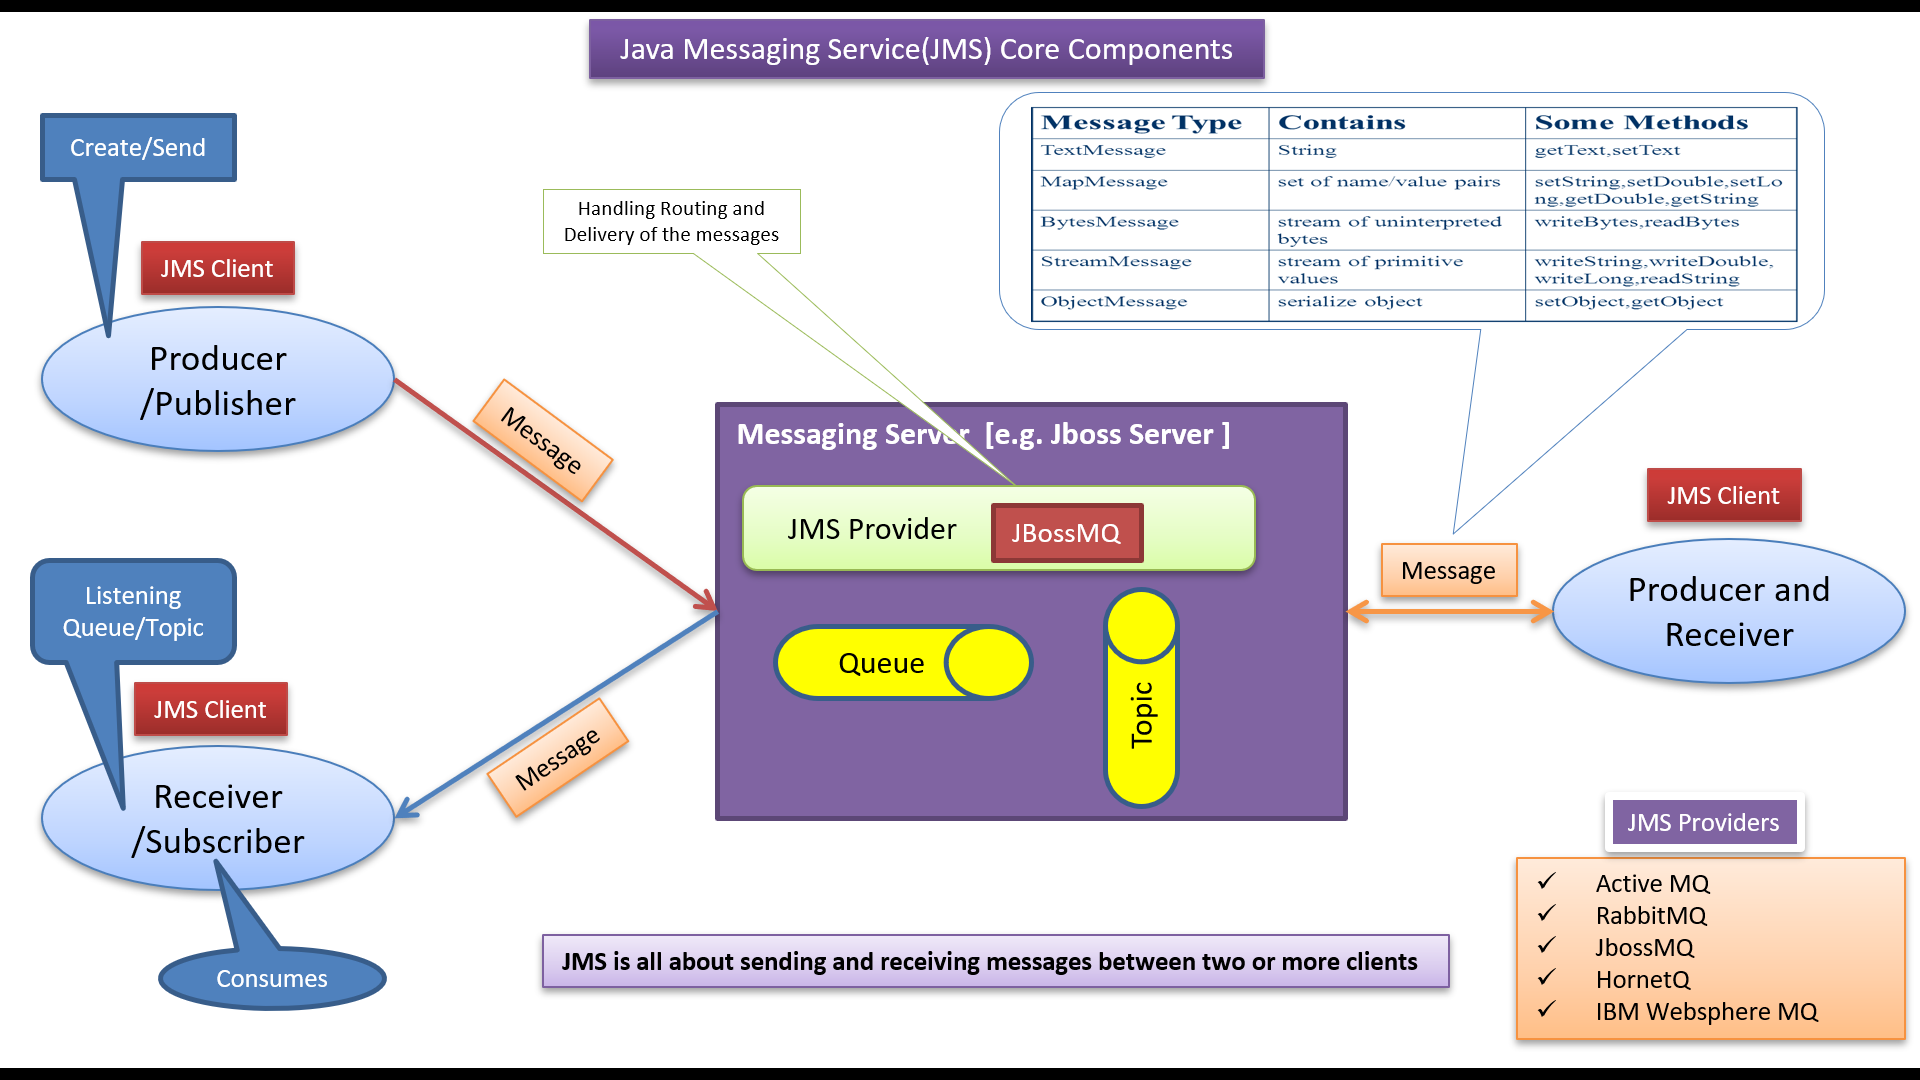 Java Messaging Service(JMS) Core Components
Create/Send
JMS Client
Producer
/Publisher
Handling Routing and
Delivery of the messages
Message Type Contains Some Methods
TextMessage String getText,setText
MapMessage set of name/value pairs setString,setDouble,setLo
ng,getDouble,getString
BytesMessage stream of uninterpreted writeBytes,readBytes
bytes
StreamMessage stream of primitive writeString,writeDouble,
values writeLong,readString
ObjectMessage serialize object setObject,getObject
Message
Messaging Server [e.g. Jboss Server ]
JMS Provider JBossMQ
Queue
Topic
Message
JMS Client
Producer and
Receiver
Listening
Queue/Topic
JMS Client
Message
Receiver
/Subscriber
Consumes
JMS is all about sending and receiving messages between two or more clients
JMS Providers
✓ Active MQ
✓ RabbitMQ
✓ JbossMQ
✓ HornetQ
✓ IBM Websphere MQ